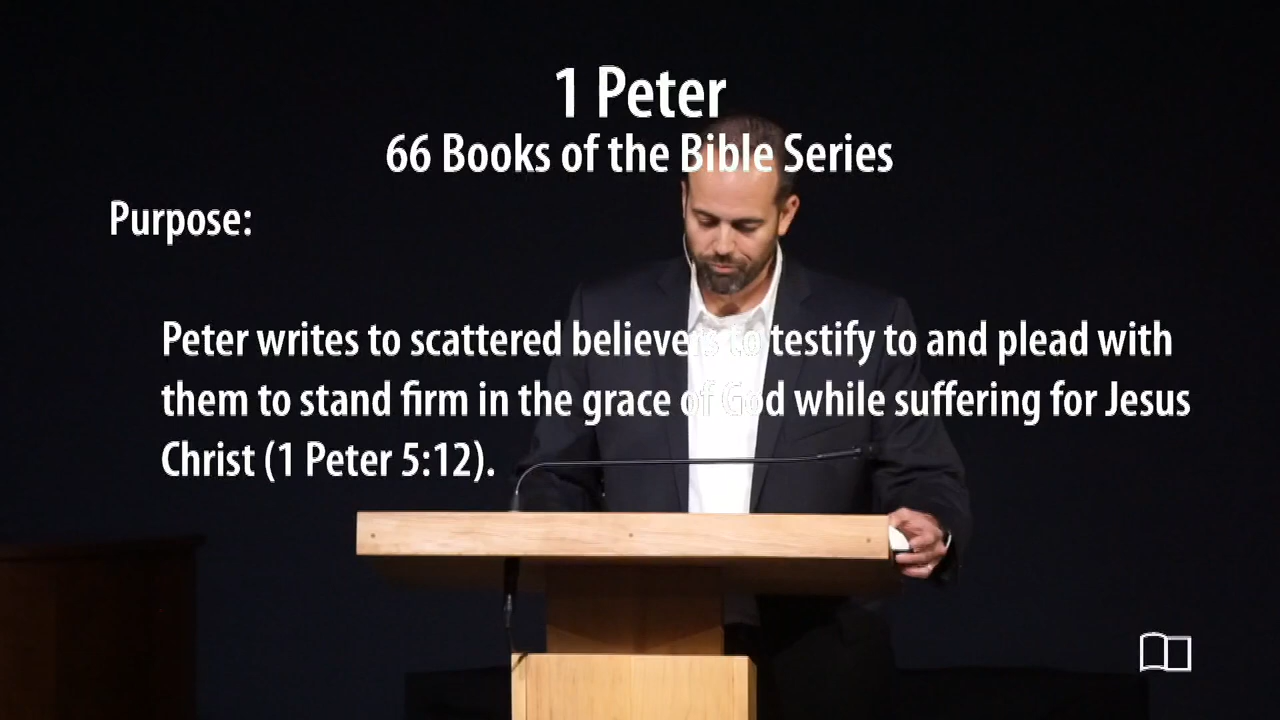 1 Peter
66 Books of the Bible Series
Purpose:
Peter writes to scattered believers to testify to and plead with
them to stand firm in the grace of God while suffering for Jesus
Christ (1 Peter 5:12).